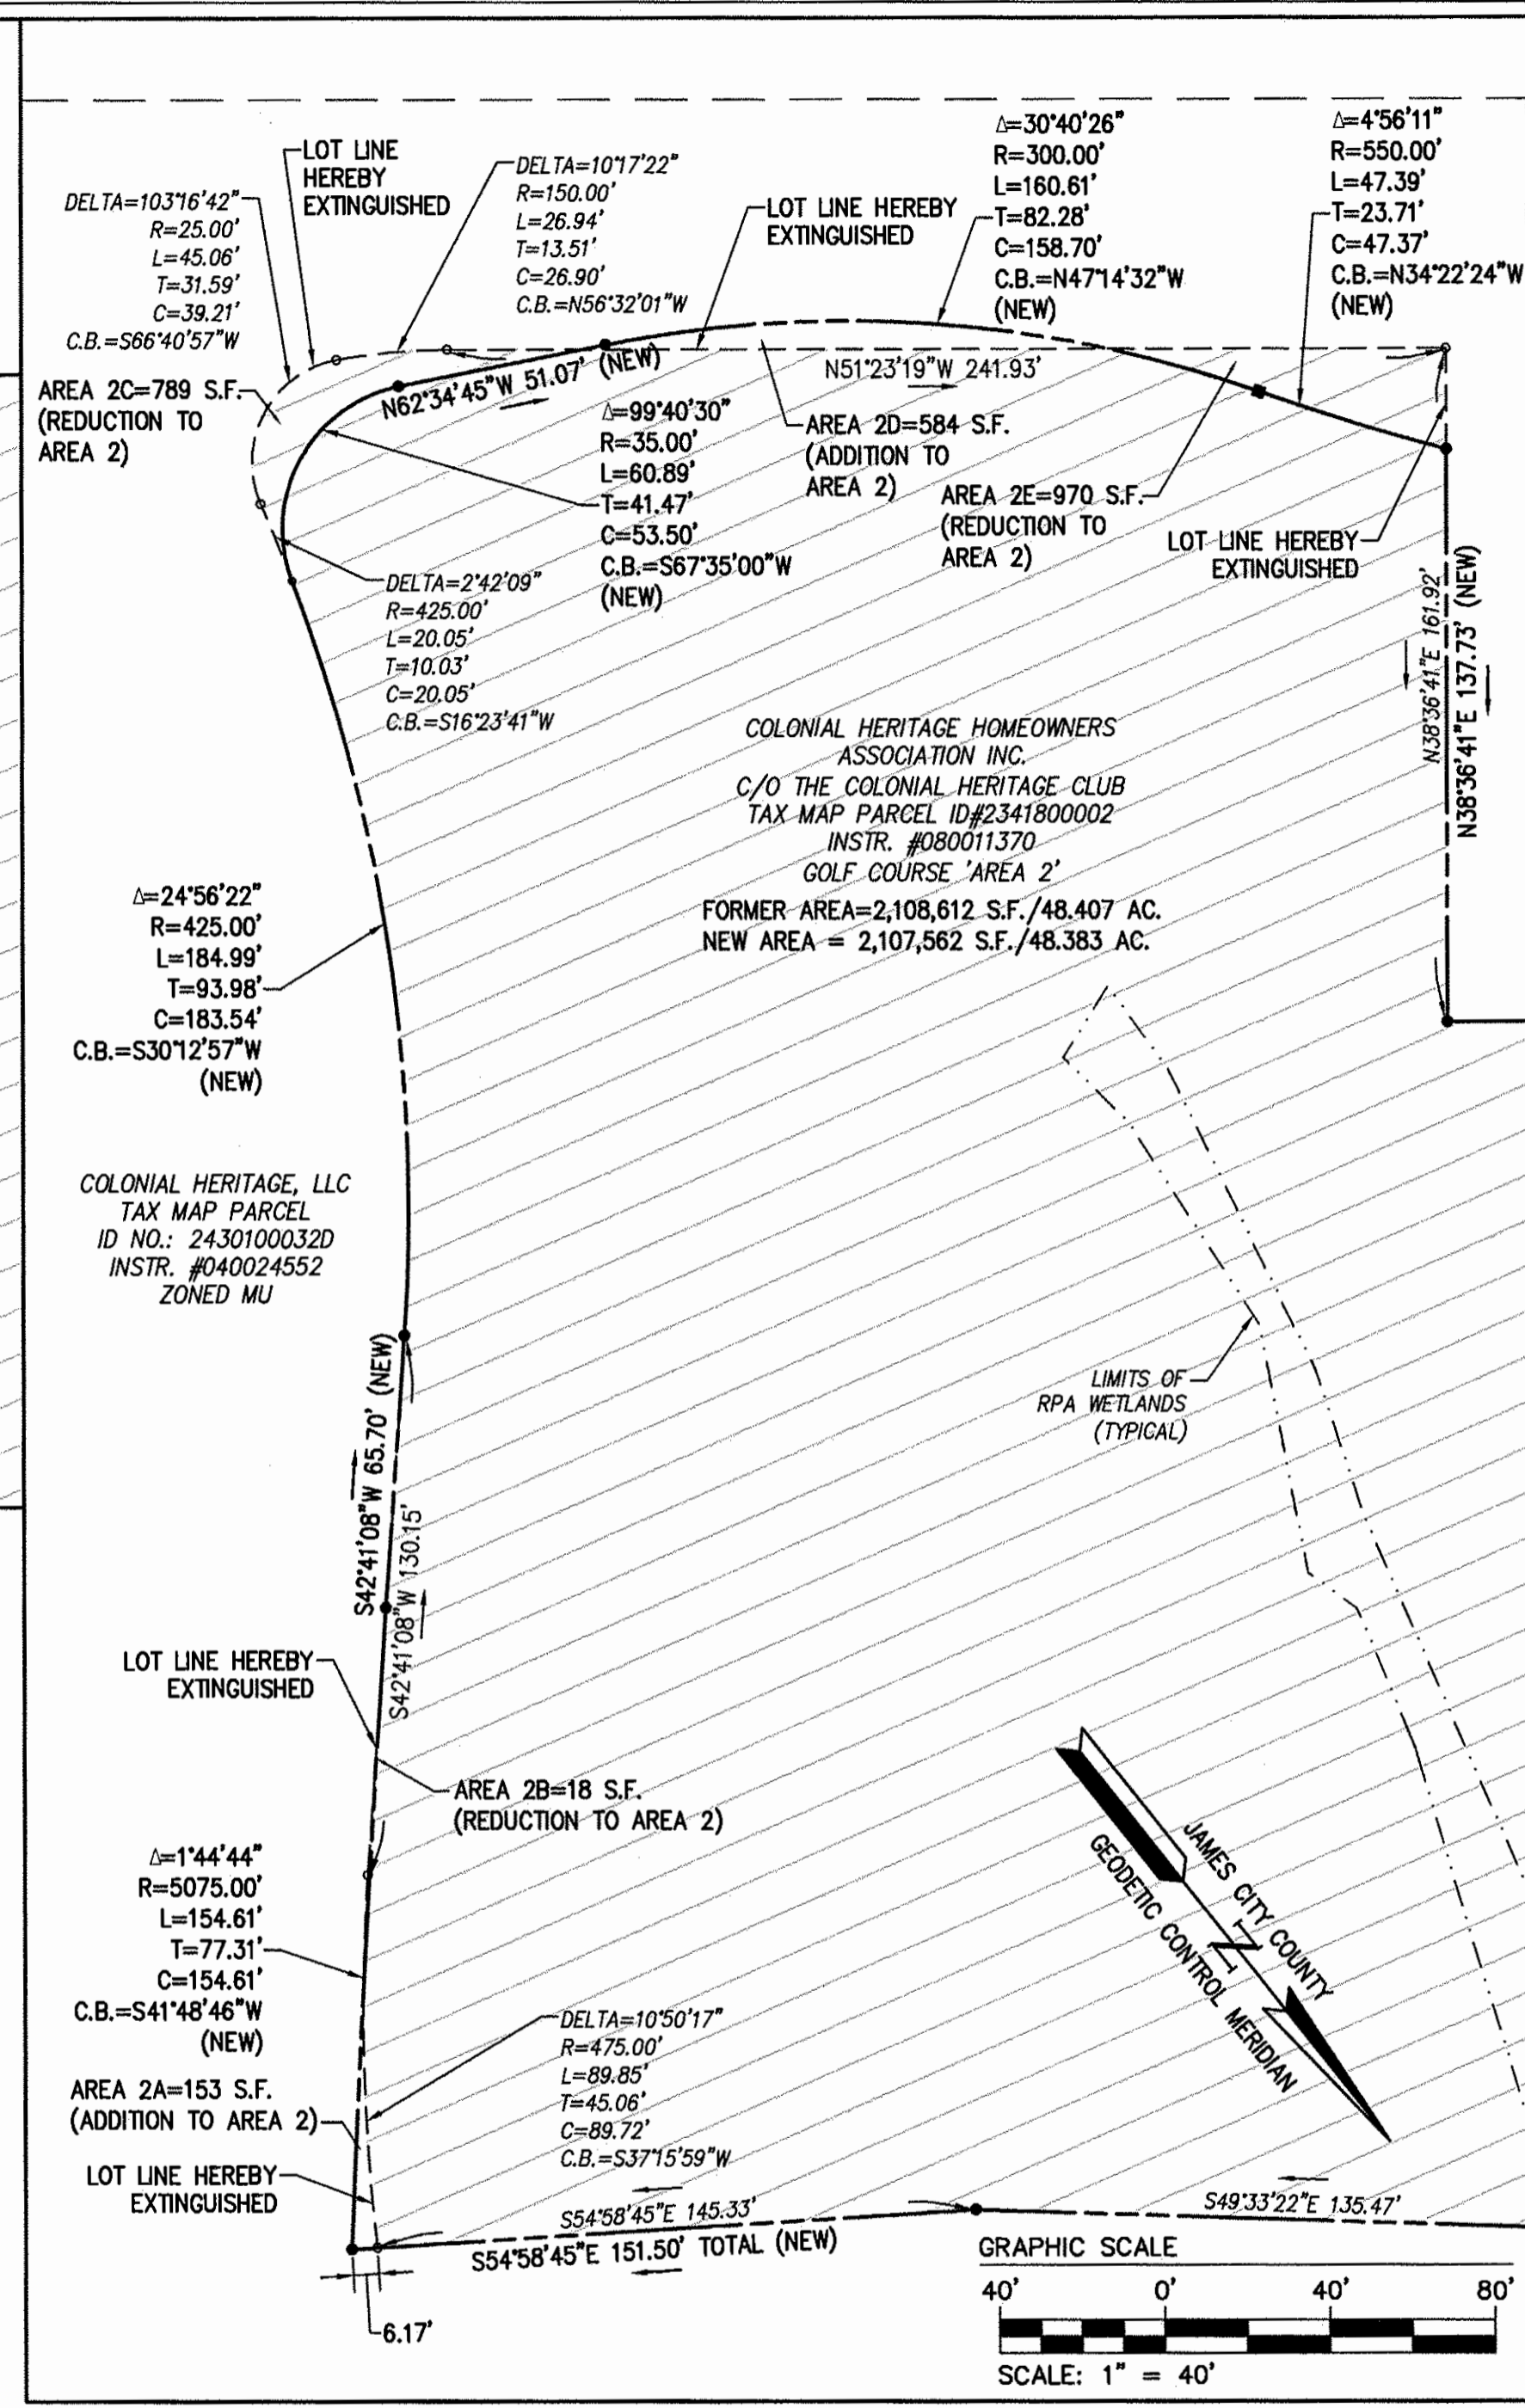 LOT LINE
HEREBY
EXTINGUISHED
DELTA=103°16'42"
R=25.00'
L=45.06'
T=31.59'
C=39.21'
C.B.=S66°40'57"W
DELTA=10°17'22"
R=150.00'
L=26.94'
T=13.51'
C=26.90'
C.B.=N56°32'01"W
LOT LINE HEREBY
EXTINGUISHED
Δ=30°40'26"
R=300.00'
L=160.61'
T=82.28'
C=158.70'
C.B.=N47°14'32"W
(NEW)
Δ=4°56'11"
R=550.00'
L=47.39'
T=23.71'
C=47.37'
C.B.=N34°22'24"W
(NEW)
AREA 2C=789 S.F.
(REDUCTION TO
AREA 2)
N62°34'45"W 51.07' (NEW)
N51°23'19"W 241.93'
Δ=99°40'30"
R=35.00'
L=60.89'
T=41.47'
C=53.50'
C.B.=S67°35'00"W
(NEW)
AREA 2D=584 S.F.
(ADDITION TO
AREA 2)
AREA 2E=970 S.F.
(REDUCTION TO
AREA 2)
LOT LINE HEREBY
EXTINGUISHED
DELTA=2°42'09"
R=425.00'
L=20.05'
T=10.03'
C=20.05'
C.B.=S16°23'41"W
N38°36'41"E 161.92'
N38°36'41"E 137.73' (NEW)
COLONIAL HERITAGE HOMEOWNERS
ASSOCIATION INC.
C/O THE COLONIAL HERITAGE CLUB
TAX MAP PARCEL ID#2341800002
INSTR. #080011370
GOLF COURSE 'AREA 2'
FORMER AREA=2,108,612 S.F./48.407 AC.
NEW AREA = 2,107,562 S.F./48.383 AC.
Δ=24°56'22"
R=425.00'
L=184.99'
T=93.98'
C=183.54'
C.B.=S30°12'57"W
(NEW)
COLONIAL HERITAGE, LLC
TAX MAP PARCEL
ID NO.: 2430100032D
INSTR. #040024552
ZONED MU
LIMITS OF
RPA WETLANDS
(TYPICAL)
S42°41'08"W 65.70' (NEW)
S42°41'08"W 130.15'
LOT LINE HEREBY
EXTINGUISHED
AREA 2B=18 S.F.
(REDUCTION TO AREA 2)
Δ=1°44'44"
R=5075.00'
L=154.61'
T=77.31'
C=154.61'
C.B.=S41°48'46"W
(NEW)
JAMES CITY COUNTY
GEODETIC CONTROL MERIDIAN
N
DELTA=10°50'17"
R=475.00'
L=89.85'
T=45.06'
C=89.72'
C.B.=S37°15'59"W
AREA 2A=153 S.F.
(ADDITION TO AREA 2)
LOT LINE HEREBY
EXTINGUISHED
S54°58'45"E 145.33'
S54°58'45"E 151.50' TOTAL (NEW)
S49°33'22"E 135.47'
6.17'
GRAPHIC SCALE
40' 0' 40' 80'
SCALE: 1" = 40'